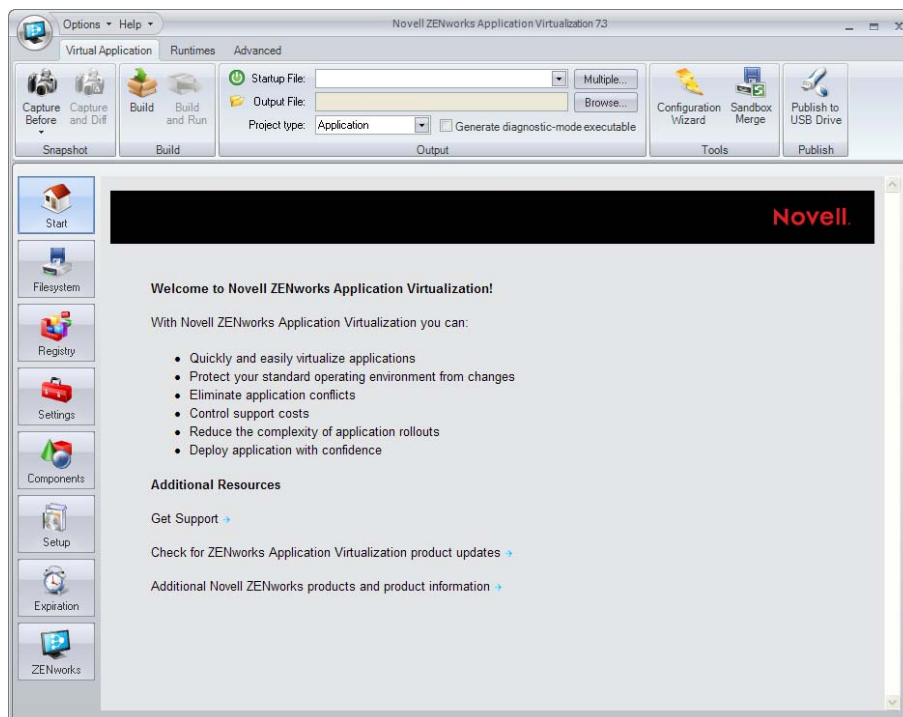 Options Help
Novell ZENworks Application Virtualization 7.3
Virtual Application Runtimes Advanced
Capture Before
Capture and Diff
Snapshot
Build
Build and Run
Build
Startup File: Multiple...
Output File: Browse...
Project type: Application Generate diagnostic-mode executable
Output
Configuration Wizard
Sandbox Merge
Tools
Publish to USB Drive
Publish
Start
Filesystem
Registry
Settings
Components
Setup
Expiration
ZENworks
Novell.
Welcome to Novell ZENworks Application Virtualization!
With Novell ZENworks Application Virtualization you can:
• Quickly and easily virtualize applications
• Protect your standard operating environment from changes
• Eliminate application conflicts
• Control support costs
• Reduce the complexity of application rollouts
• Deploy application with confidence
Additional Resources
Get Support →
Check for ZENworks Application Virtualization product updates →
Additional Novell ZENworks products and product information →